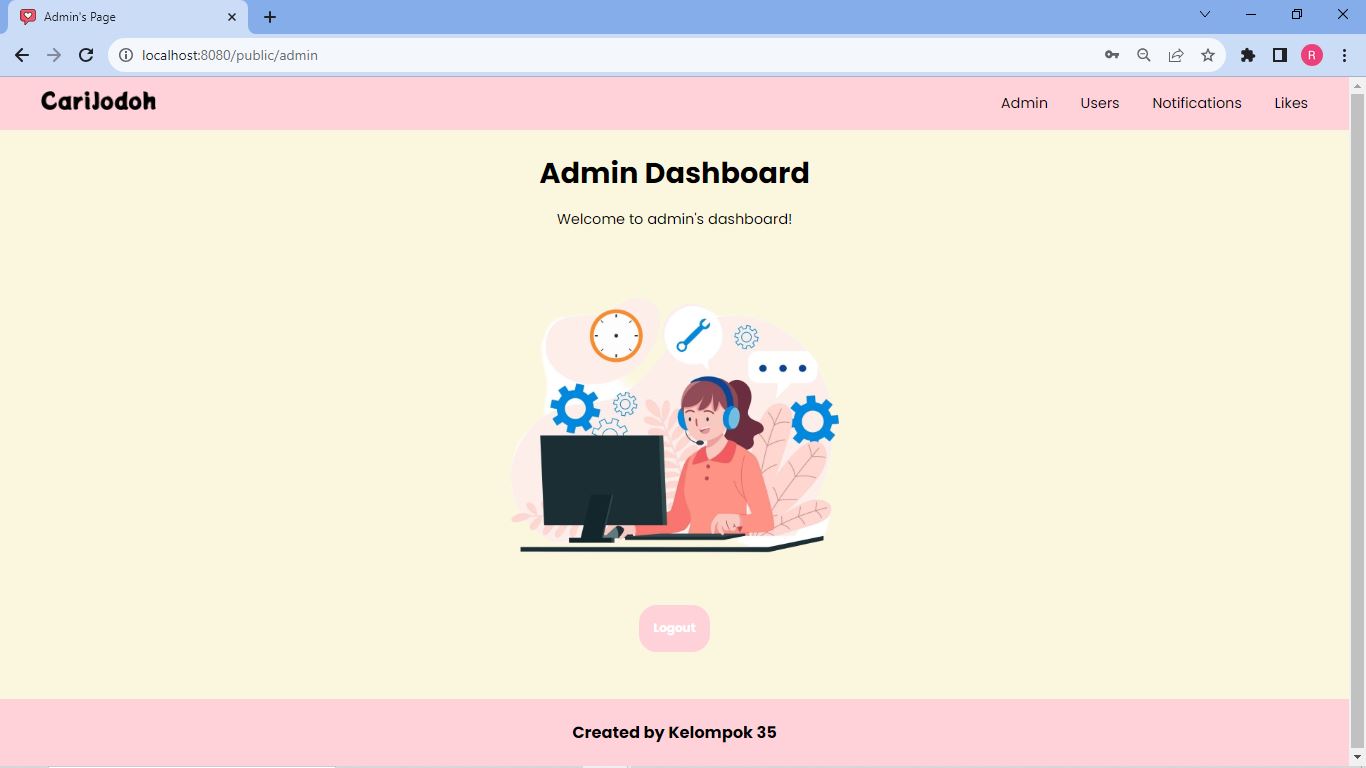 Admin's Page
localhost:8080/public/admin
R
CariJodoh
Admin Users Notifications Likes
Admin Dashboard
Welcome to admin's dashboard!
Logout
Created by Kelompok 35